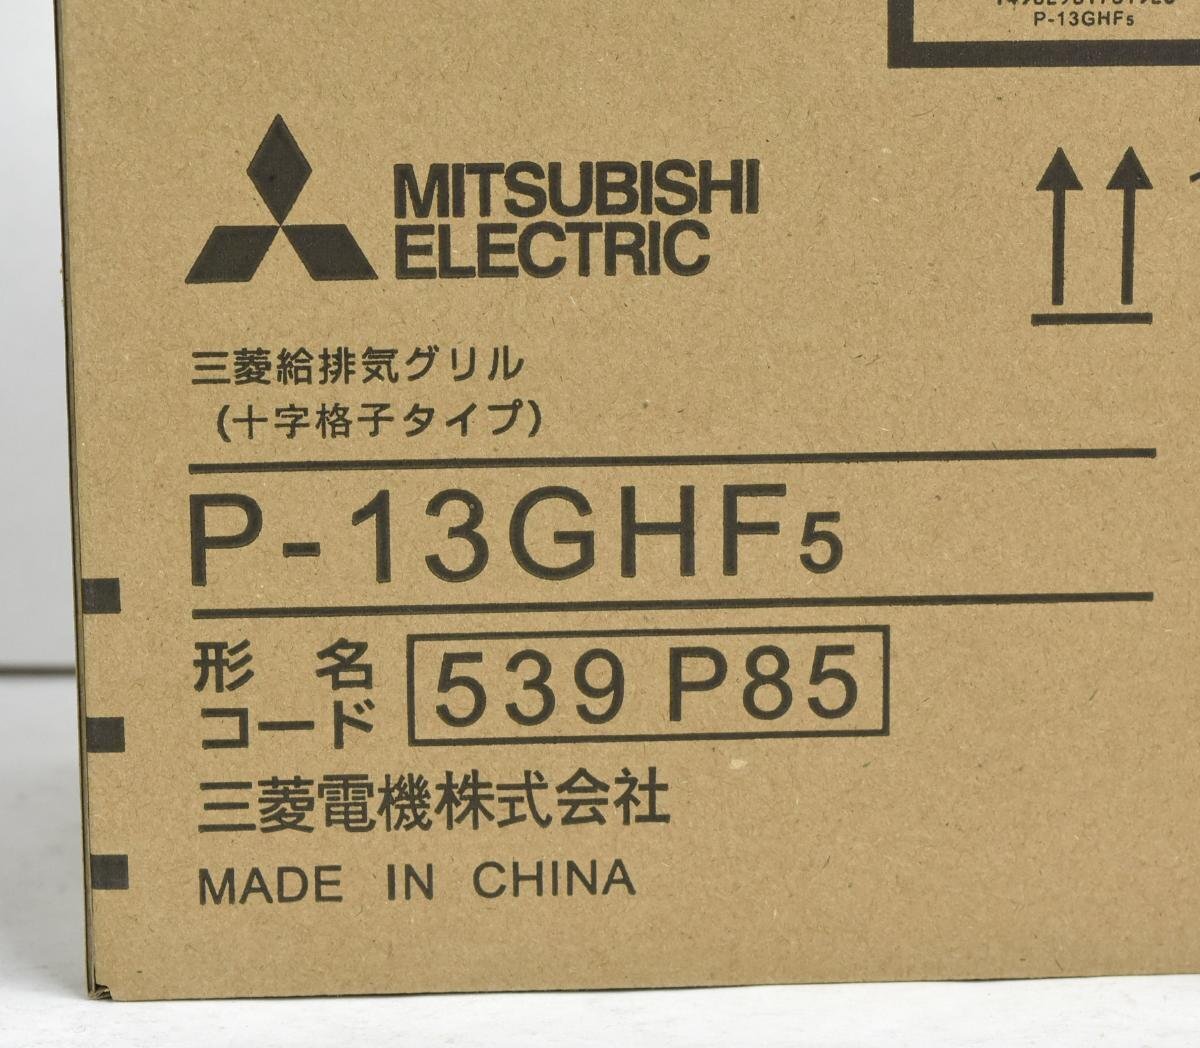 P-13GHF5
MITSUBISHI
ELECTRIC
三菱給排気グリル
(十字格子タイプ)
P-13GHF5
形名
コード
539 P85
三菱電機株式会社
MADE IN CHINA